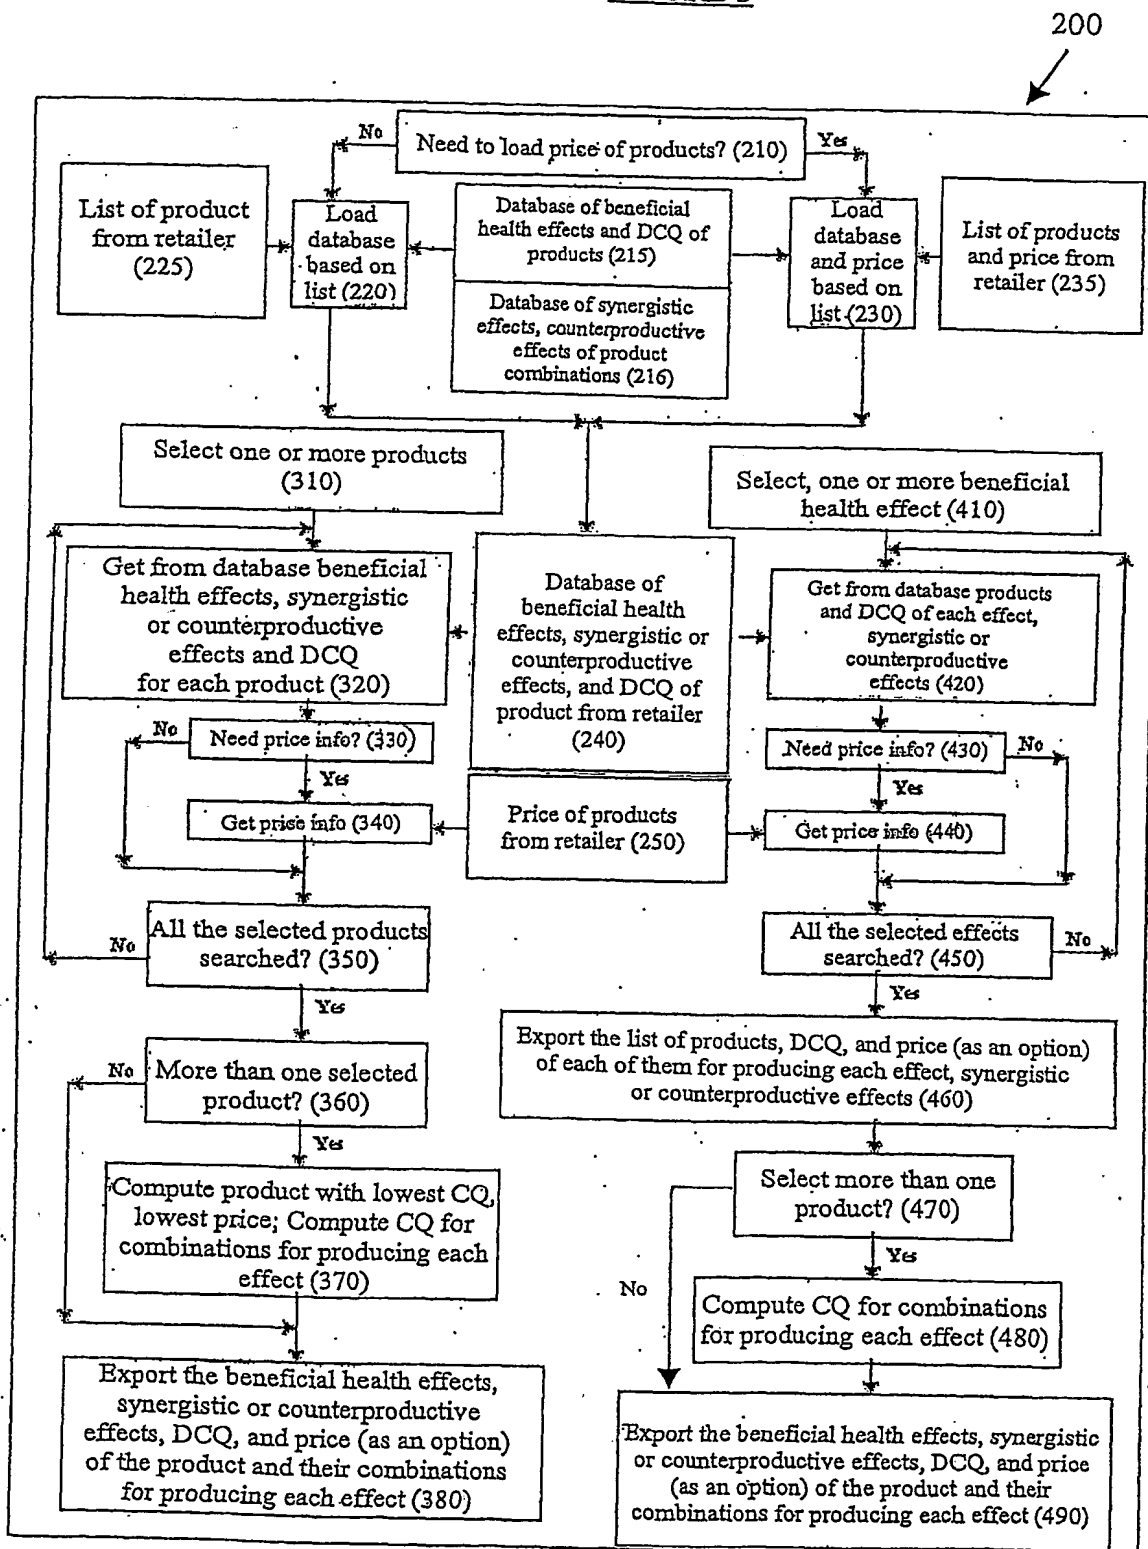 200
No
Need to load price of products? (210)
Yes
List of product
from retailer
(225)
Load
database
based on
list (220)
Database of beneficial
health effects and DCQ of
products (215)
Database of synergistic
effects, counterproductive
effects of product
combinations (216)
Load
database
and price
based on
list (230)
List of products
and price from
retailer (235)
Select one or more products
(310)
Select, one or more beneficial
health effect (410)
Get from database beneficial
health effects, synergistic
or counterproductive
effects and DCQ
for each product (320)
Database of
beneficial health
effects, synergistic or
counterproductive
effects, and DCQ of
product from retailer
(240)
Get from database products
and DCQ of each effect,
synergistic or
counterproductive
effects (420)
No
Need price info? (330)
Yes
Need price info? (430)
No
Yes
Get price info (340)
Price of products
from retailer (250)
Get price info (440)
No
All the selected products
searched? (350)
Yes
All the selected effects
searched? (450)
No
Yes
Export the list of products, DCQ, and price (as an option)
of each of them for producing each effect, synergistic
or counterproductive effects (460)
No
More than one selected
product? (360)
Yes
Select more than one
product? (470)
Yes
No
Compute product with lowest CQ,
lowest price; Compute CQ for
combinations for producing each
effect (370)
Compute CQ for combinations
for producing each effect (480)
Export the beneficial health effects,
synergistic or counterproductive
effects, DCQ, and price (as an option)
of the product and their combinations
for producing each effect (380)
Export the beneficial health effects, synergistic
or counterproductive effects, DCQ, and price
(as an option) of the product and their
combinations for producing each effect (490)